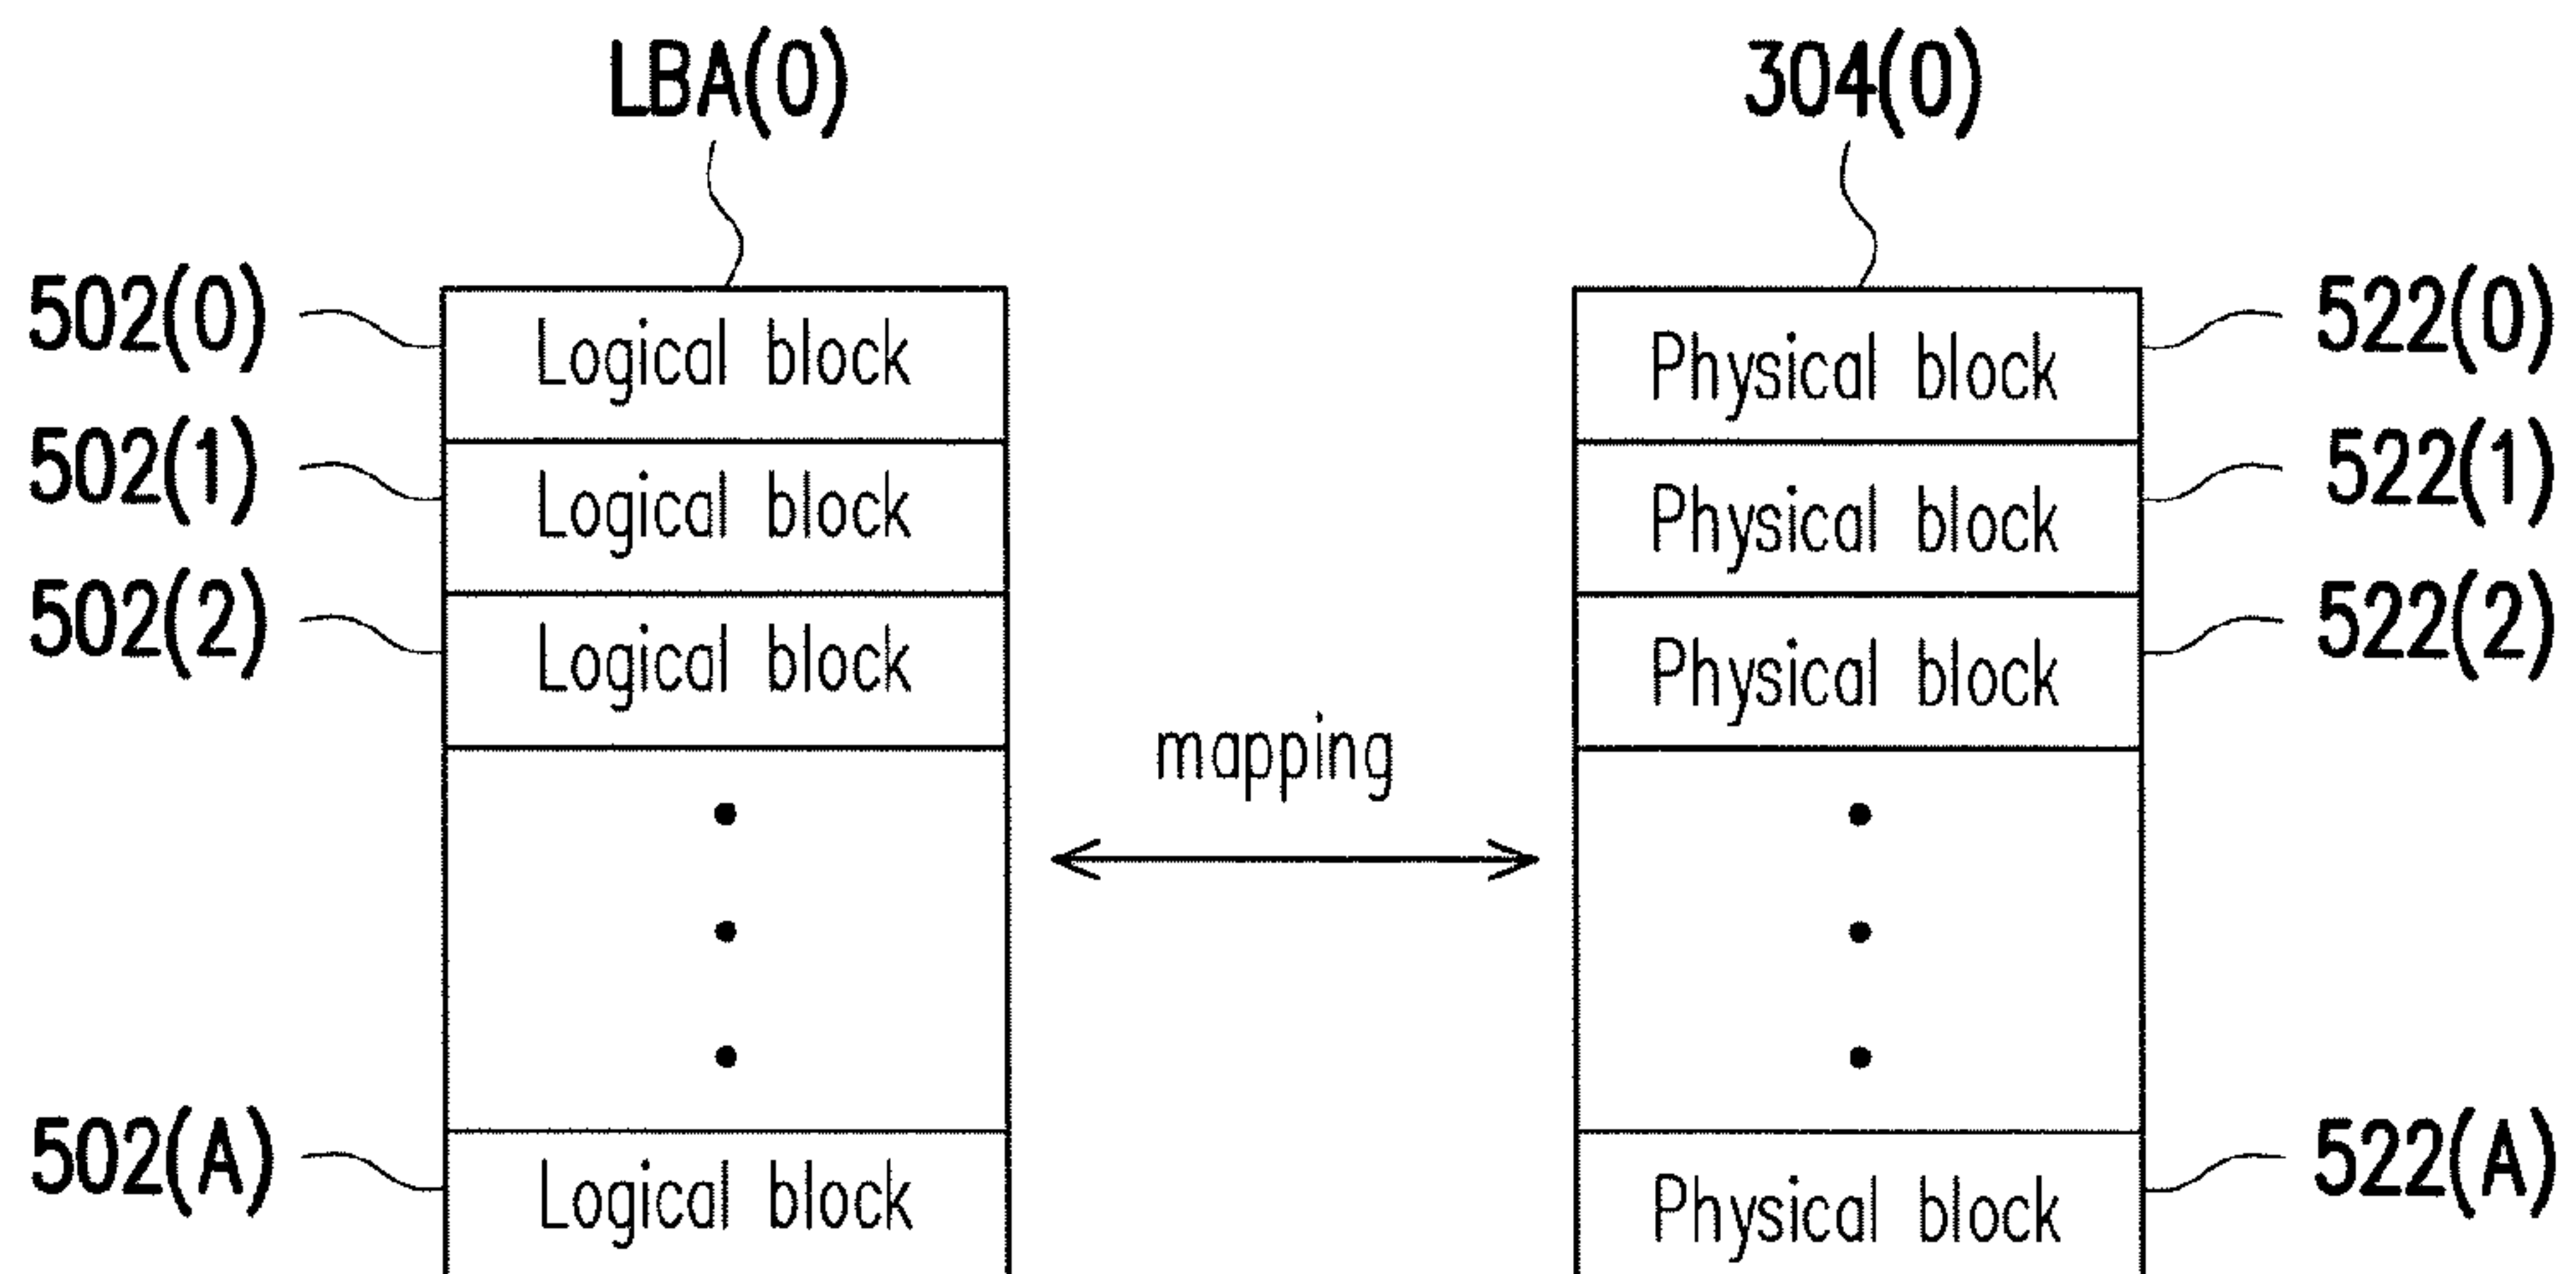 LBA(0) 304(0)
502(0) Logical block Physical block 522(0)
502(1) Logical block Physical block 522(1)
502(2) Logical block Physical block 522(2)
mapping
502(A) Logical block Physical block 522(A)